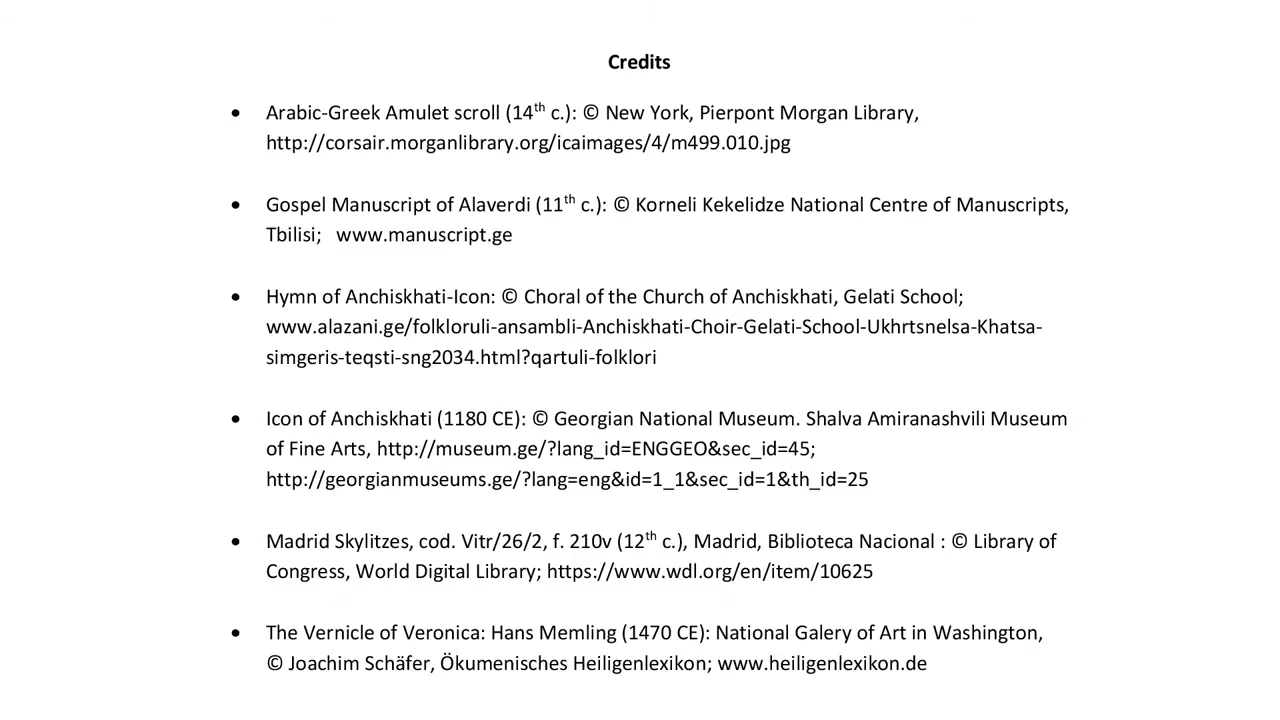 Credits
• Arabic-Greek Amulet scroll (14th c.): © New York, Pierpont Morgan Library,
http://corsair.morganlibrary.org/icaimages/4/m499.010.jpg
• Gospel Manuscript of Alaverdi (11th c.): © Korneli Kekelidze National Centre of Manuscripts,
Tbilisi; www.manuscript.ge
• Hymn of Anchiskhati-Icon: © Choral of the Church of Anchiskhati, Gelati School;
www.alazani.ge/folkloruli-ansambli-Anchiskhati-Choir-Gelati-School-Ukhrtsnelsa-Khatsa-
simgeris-teqsti-sng2034.html?qartuli-folklori
• Icon of Anchiskhati (1180 CE): © Georgian National Museum. Shalva Amiranashvili Museum
of Fine Arts, http://museum.ge/?lang_id=ENGGEO&sec_id=45;
http://georgianmuseums.ge/?lang=eng&id=1_1&sec_id=1&th_id=25
• Madrid Skylitzes, cod. Vitr/26/2, f. 210v (12th c.), Madrid, Biblioteca Nacional : © Library of
Congress, World Digital Library; https://www.wdl.org/en/item/10625
• The Vernicle of Veronica: Hans Memling (1470 CE): National Galery of Art in Washington,
© Joachim Schäfer, Ökumenisches Heiligenlexikon; www.heiligenlexikon.de